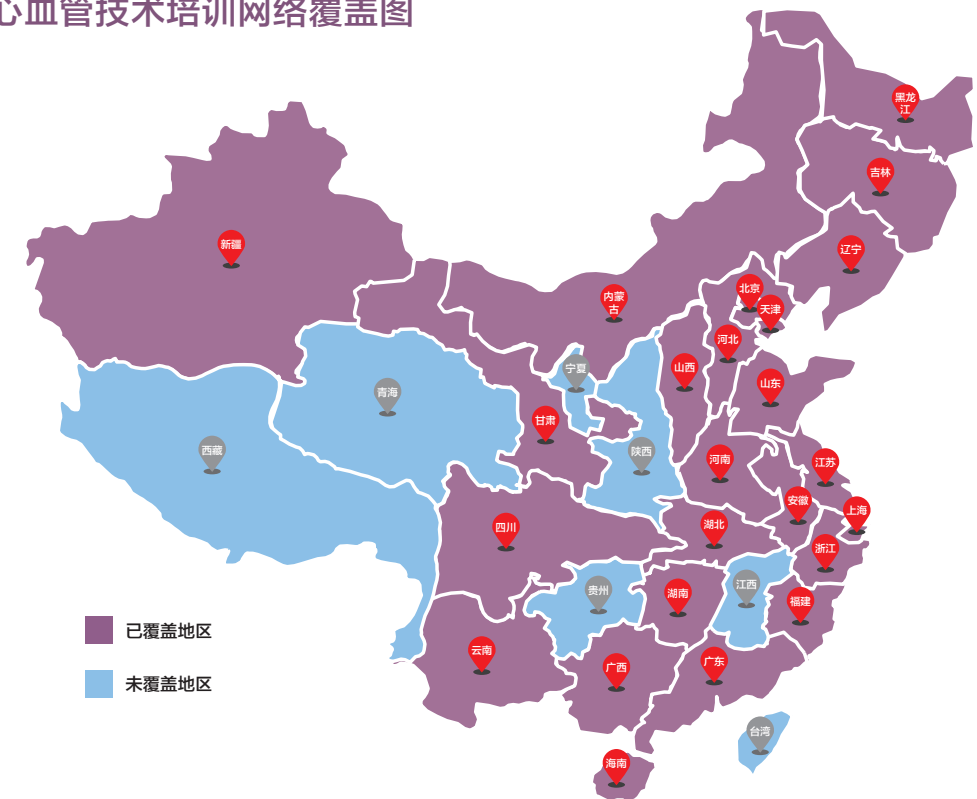 心血管技术培训网络覆盖图
黑龙
江
吉林
辽宁
新疆
北京
天津
内蒙
古
河北
宁夏
山西
山东
青海
甘肃
陕西
河南
江苏
西藏
安徽
上海
四川
湖北
浙江
贵州
湖南
江西
福建
已覆盖地区
云南
广西
广东
未覆盖地区
台湾
海南